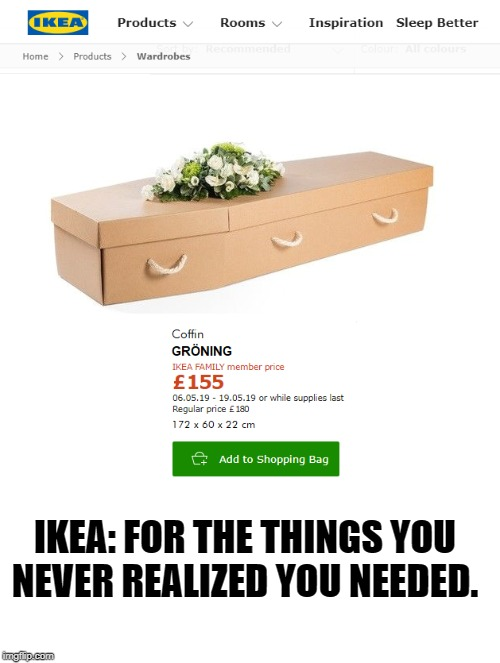 IKEA Products Rooms Inspiration Sleep Better
Sort by: Recommended Colour: All colours
Home > Products > Wardrobes
Coffin
GRÖNING
IKEA FAMILY member price
£155
06.05.19 - 19.05.19 or while supplies last
Regular price £180
172 x 60 x 22 cm
Add to Shopping Bag
IKEA: FOR THE THINGS YOU
NEVER REALIZED YOU NEEDED.
imgflip.com